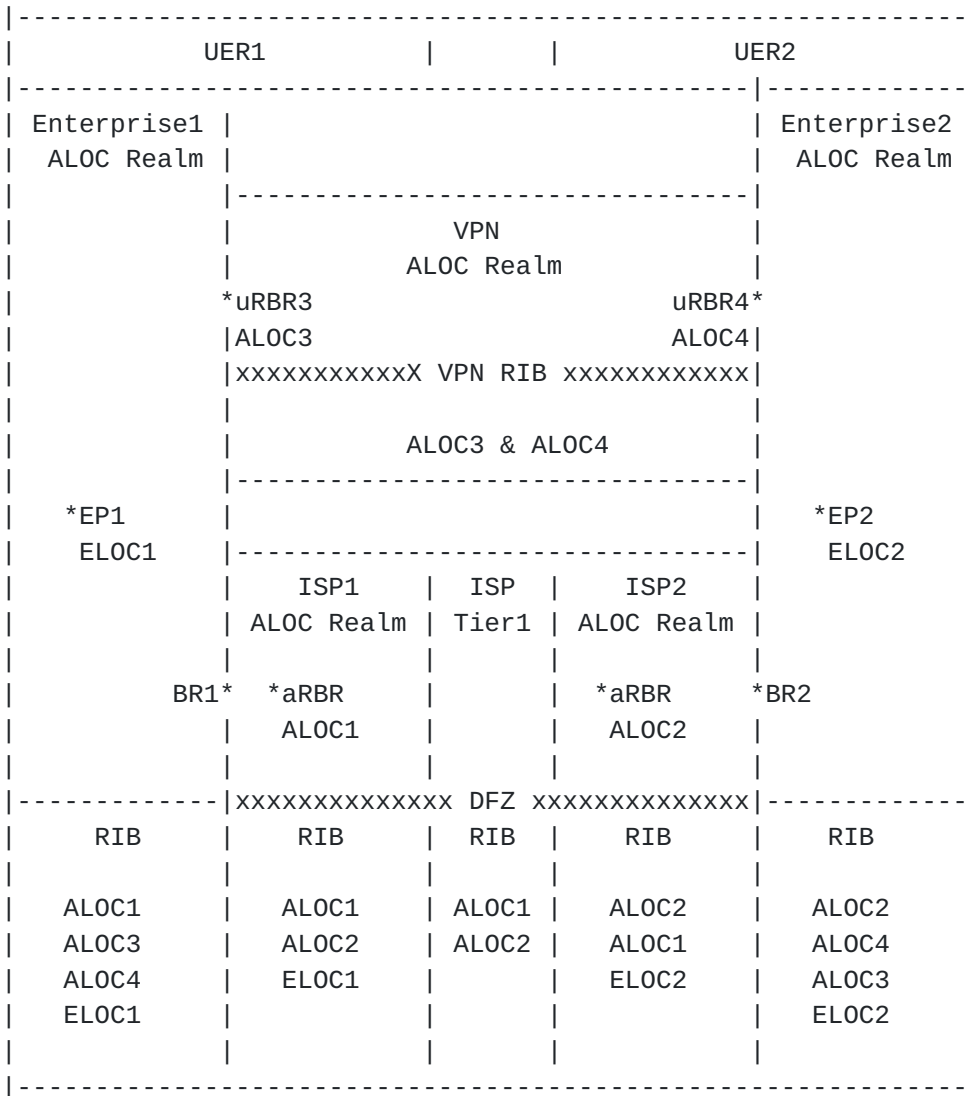 |-------------------------------------------------------------
|            UER1          |       |           UER2
|-----------------------------------------------|-------------
| Enterprise1 |                                 | Enterprise2
|  ALOC Realm |                                 |  ALOC Realm
|             |---------------------------------|
|             |              VPN                |
|             |           ALOC Realm            |
|             *uRBR3                       uRBR4*
|             |ALOC3                       ALOC4|
|             |xxxxxxxxxxxX VPN RIB xxxxxxxxxxxx|
|             |                                 |
|             |           ALOC3 & ALOC4         |
|             |---------------------------------|
|   *EP1      |                                 |   *EP2
|    ELOC1    |---------------------------------|    ELOC2
|             |    ISP1    |  ISP  |    ISP2    |
|             | ALOC Realm | Tier1 | ALOC Realm |
|             |            |       |            |
|          BR1*  *aRBR     |       |  *aRBR     *BR2
|             |   ALOC1    |       |   ALOC2    |
|             |            |       |            |
|-------------|xxxxxxxxxxxxxx DFZ xxxxxxxxxxxxxx|-------------
|     RIB     |    RIB     |  RIB  |    RIB     |    RIB
|             |            |       |            |
|   ALOC1     |   ALOC1    | ALOC1 |   ALOC2    |   ALOC2
|   ALOC3     |   ALOC2    | ALOC2 |   ALOC1    |   ALOC4
|   ALOC4     |   ELOC1    |       |   ELOC2    |   ALOC3
|   ELOC1     |            |       |            |   ELOC2
|             |            |       |            |
|-------------------------------------------------------------